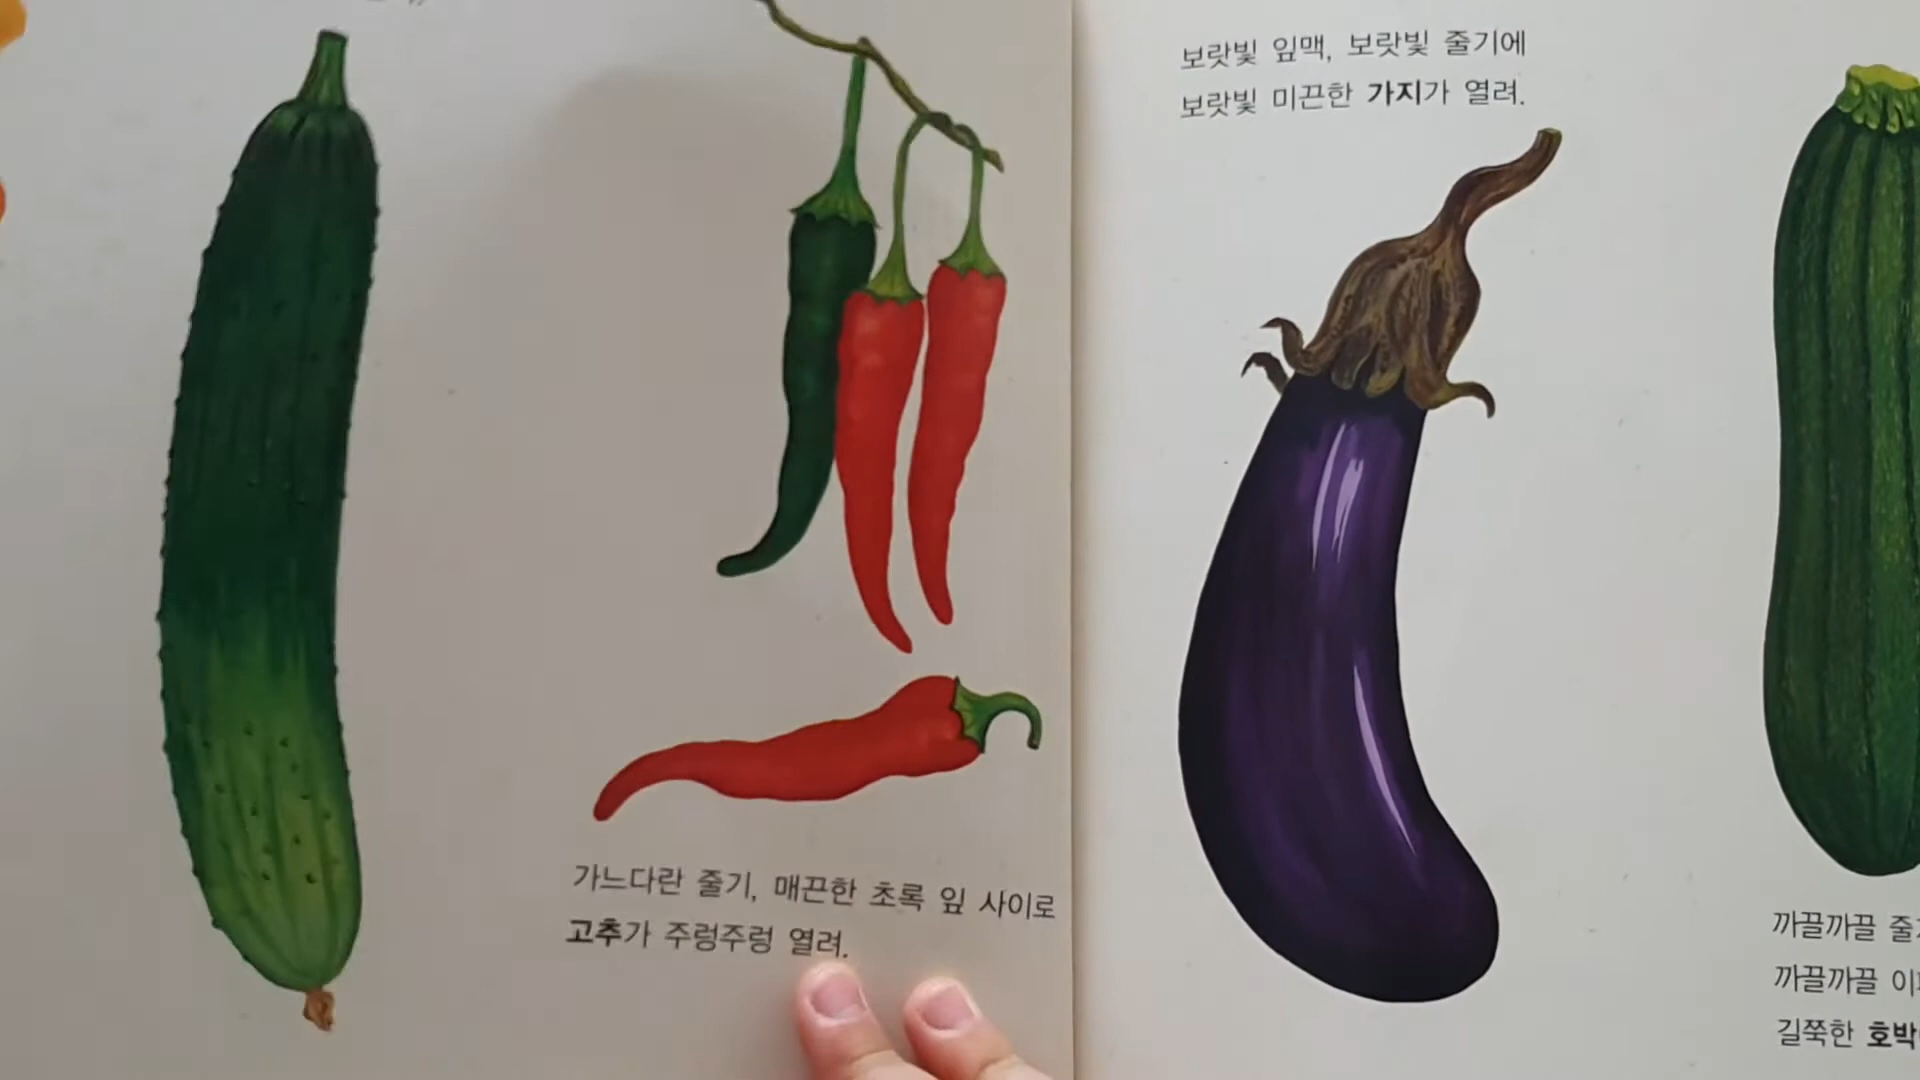 가느다란 줄기, 매끈한 초록 잎 사이로
고추가 주렁주렁 열려.
보랏빛 잎맥, 보랏빛 줄기에
보랏빛 미끈한 가지가 열려.
까끌까끌
까끌까끌
길쭉한 호박